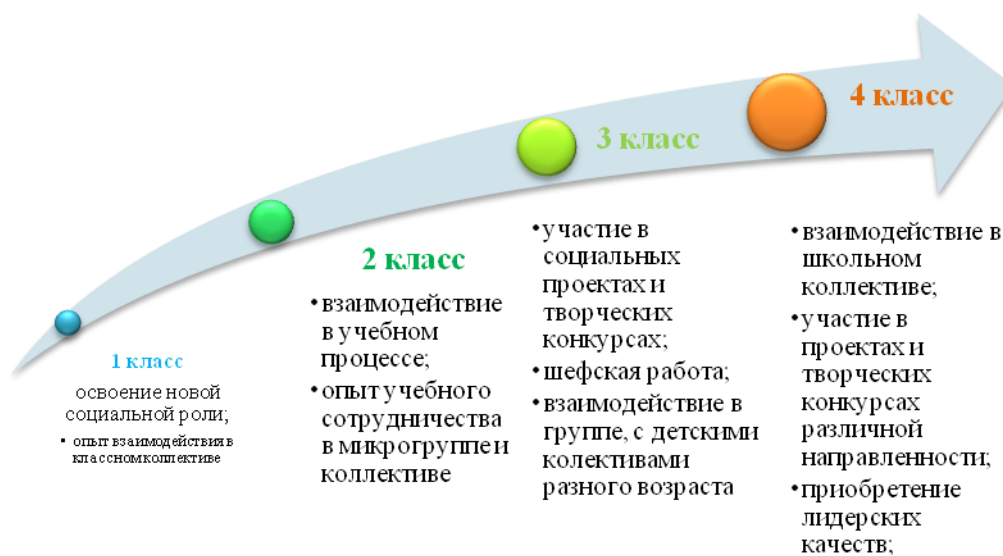 1 класс
освоение новой
социальной роли;
• опыт взаимодействия в
классном коллективе
2 класс
•взаимодействие
в учебном
процессе;
•опыт учебного
сотрудничества
в микрогруппе и
коллективе
3 класс
•участие в
социальных
проектах и
творческих
конкурсах;
•шефская работа;
•взаимодействие в
группе, с детскими
колективами
разного возраста
4 класс
•взаимодействие в
школьном
коллективе;
•участие в
проектах и
творческих
конкурсах
различной
направленности;
•приобретение
лидерских
качеств;